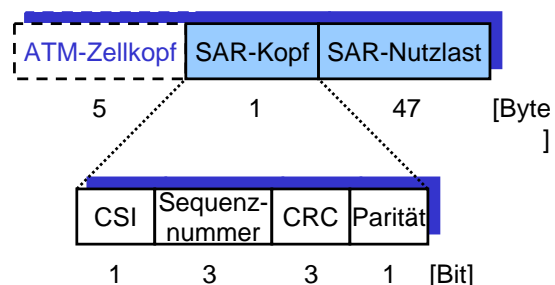 ATM-Zellkopf SAR-Kopf SAR-Nutzlast
5 1 47 [Byte
]
CSI Sequenz-
nummer CRC Parität
1 3 3 1 [Bit]